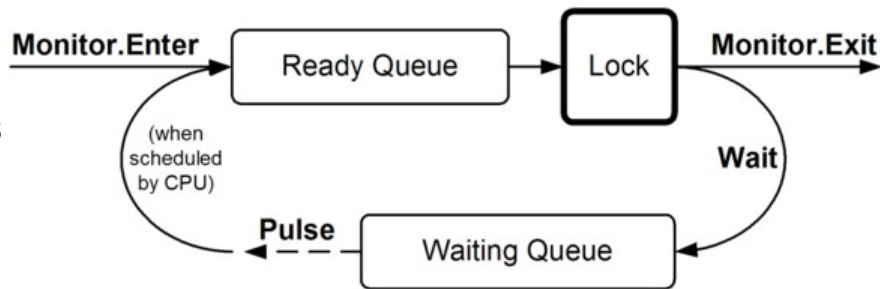 Monitor.Enter
Ready Queue
Lock
Monitor.Exit
(when
scheduled
by CPU)
Wait
Pulse
Waiting Queue